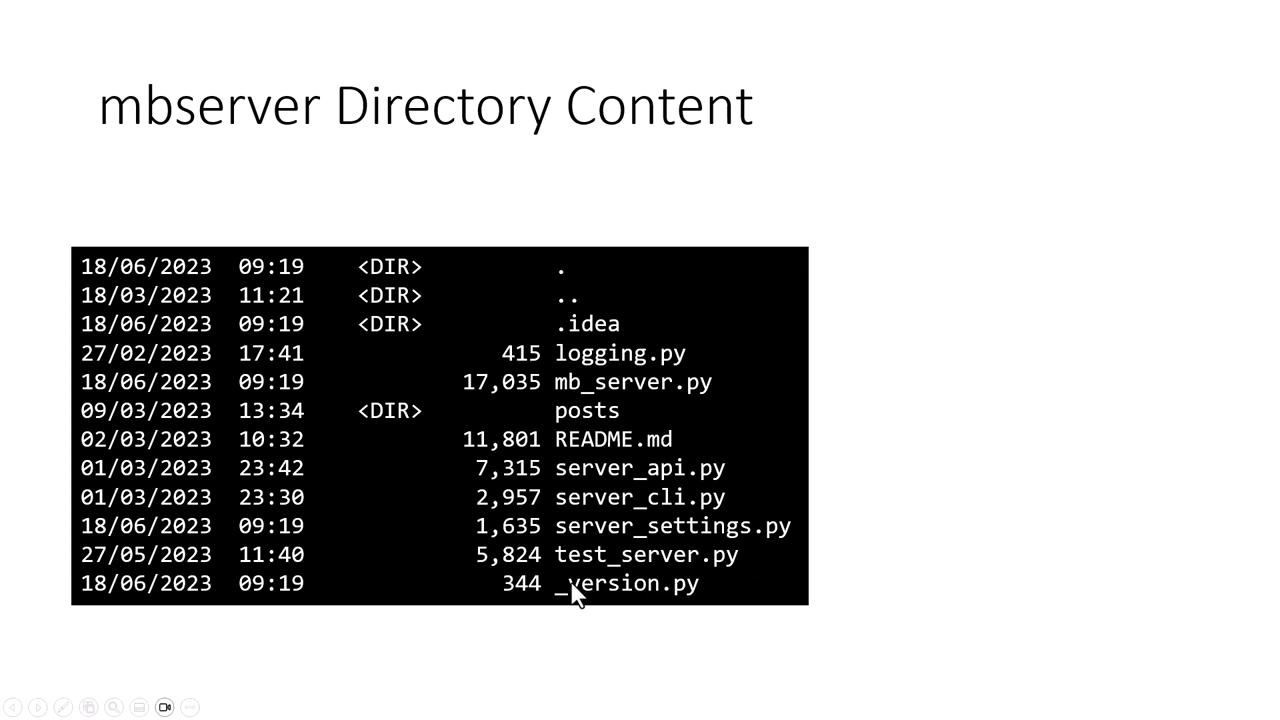 mbserver Directory Content
18/06/2023  09:19    <DIR>          .
18/03/2023  11:21    <DIR>          ..
18/06/2023  09:19    <DIR>          .idea
27/02/2023  17:41               415 logging.py
18/06/2023  09:19            17,035 mb_server.py
09/03/2023  13:34    <DIR>          posts
02/03/2023  10:32            11,801 README.md
01/03/2023  23:42             7,315 server_api.py
01/03/2023  23:30             2,957 server_cli.py
18/06/2023  09:19             1,635 server_settings.py
27/05/2023  11:40             5,824 test_server.py
18/06/2023  09:19               344 _version.py